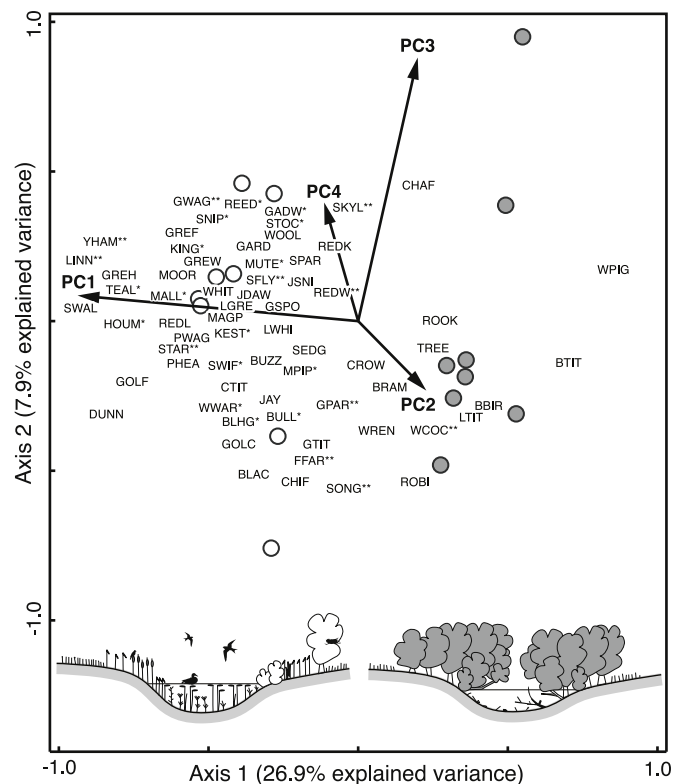 1.0
PC3
CHAF
PC4
GWAG** REED* SKYL**
GADW*
SNIP* STOC*
GREF WOOL
YHAM** KING* GARD REDK
LINN** GREW MUTE* SPAR
WPIG
PC1 GREH MOOR SFLY** JSNI
TEAL* MALL* WHIT JDAW REDW**
SWAL LGRE GSPO
HOUM* REDL MAGP ROOK
PWAG KEST* LWHI
STAR** SEDG TREE
PHEA SWIF* BUZZ MPIP* CROW BTIT
GOLF CTIT BRAM
PC2
DUNN WWAR* JAY GPAR** BBIR
BLHG* BULL* LTIT
WREN WCOC**
GOLC GTIT
FFAR**
BLAC CHIF SONG** ROBI
-1.0
Axis 2 (7.9% explained variance)
-1.0 1.0
Axis 1 (26.9% explained variance)